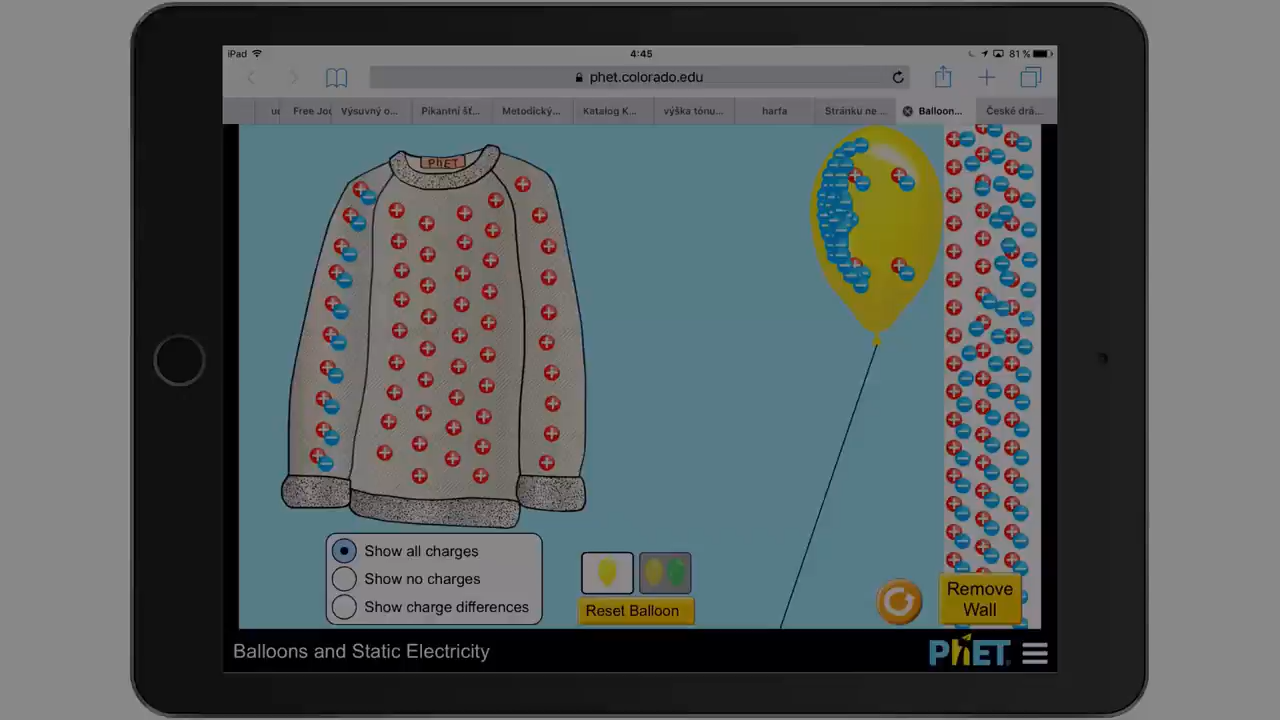 iPad 4:45 81 %
phet.colorado.edu
Free Jou Výsuvný o... Pikantní šť... Metodický... Katalog K... výška tónu... harfa Stránku ne... Balloon... České drá...
PhET
Show all charges
Show no charges
Show charge differences
Reset Balloon
Remove
Wall
Balloons and Static Electricity
PhET